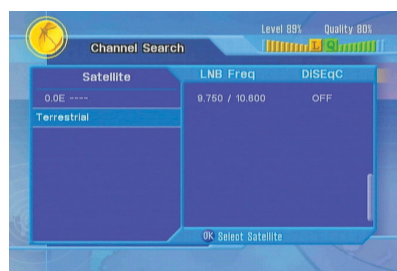 Level 89% Quality 80%
Channel Search
L Q
Satellite LNB Freq DiSEqC
0.0E ---- 9.750 / 10.600 OFF
Terrestrial
OK Select Satellite